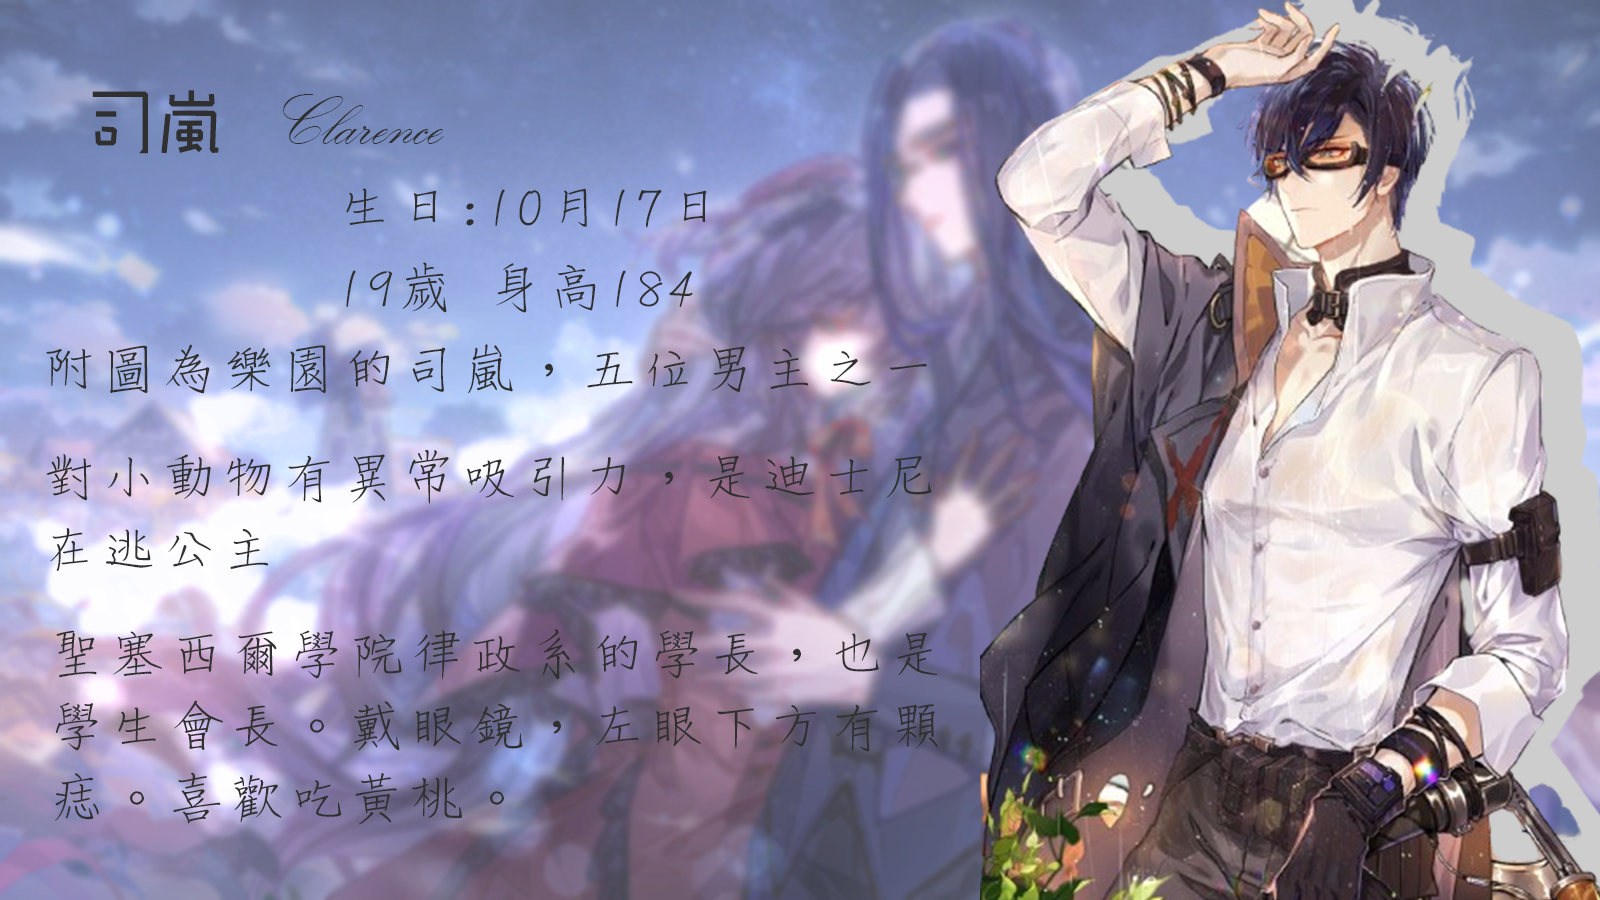 司嵐 Clarence
生日:10月17日
19歲 身高184
附圖為樂園的司嵐，五位男主之一
對小動物有異常吸引力，是迪士尼
在逃公主
聖塞西爾學院律政系的學長，也是
學生會長。戴眼鏡，左眼下方有顆
痣。喜歡吃黃桃。